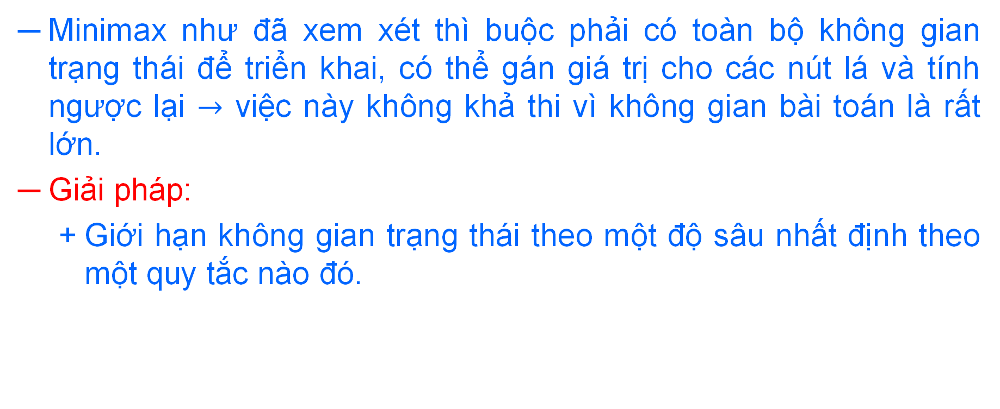 — Minimax như đã xem xét thì buộc phải có toàn bộ không gian
trạng thái để triển khai, có thể gán giá trị cho các nút lá và tính
ngược lại → việc này không khả thi vì không gian bài toán là rất
lớn.
— Giải pháp:
+ Giới hạn không gian trạng thái theo một độ sâu nhất định theo
một quy tắc nào đó.